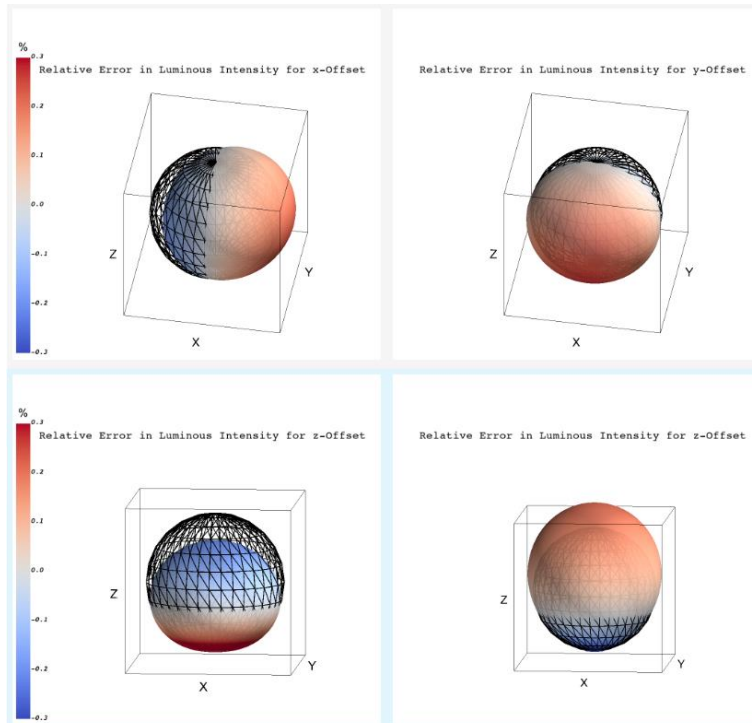 %
0.3
0.2
0.1
0.0
-0.1
-0.2
-0.3
Relative Error in Luminous Intensity for x-Offset
Z
Y
X
Relative Error in Luminous Intensity for y-Offset
Z
Y
X
%
0.3
0.2
0.1
0.0
-0.1
-0.2
-0.3
Relative Error in Luminous Intensity for z-Offset
Z
Y
X
Relative Error in Luminous Intensity for z-Offset
Z
Y
X